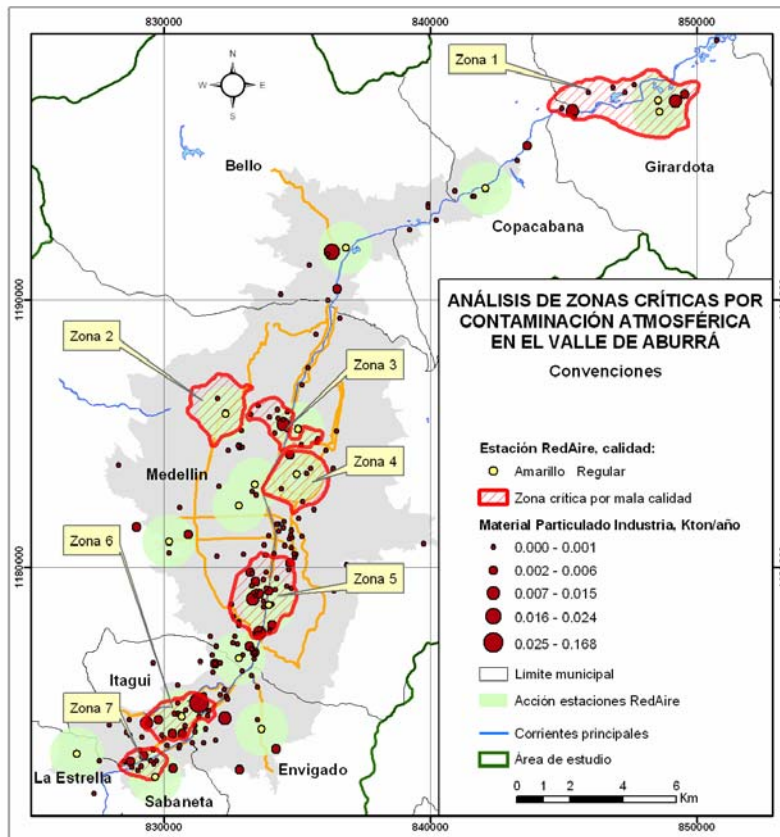 830000
840000
850000
N
W E
S
Zona 1
Girardota
Bello
Copacabana
1190000
1190000
Zona 2
Zona 3
Medellin
Zona 4
Zona 6
1180000
1180000
Zona 5
Itagui
Zona 7
La Estrella
Sabaneta
Envigado
ANÁLISIS DE ZONAS CRÍTICAS POR
CONTAMINACIÓN ATMOSFÉRICA
EN EL VALLE DE ABURRÁ
Convenciones
Estación RedAire, calidad:
Amarillo Regular
Zona critica por mala calidad
Material Particulado Industria, Kton/año
0.000 - 0.001
0.002 - 0.006
0.007 - 0.015
0.016 - 0.024
0.025 - 0.168
Limite municipal
Acción estaciones RedAire
Corrientes principales
Área de estudio
0 1 2 4 6
Km
830000
840000
850000